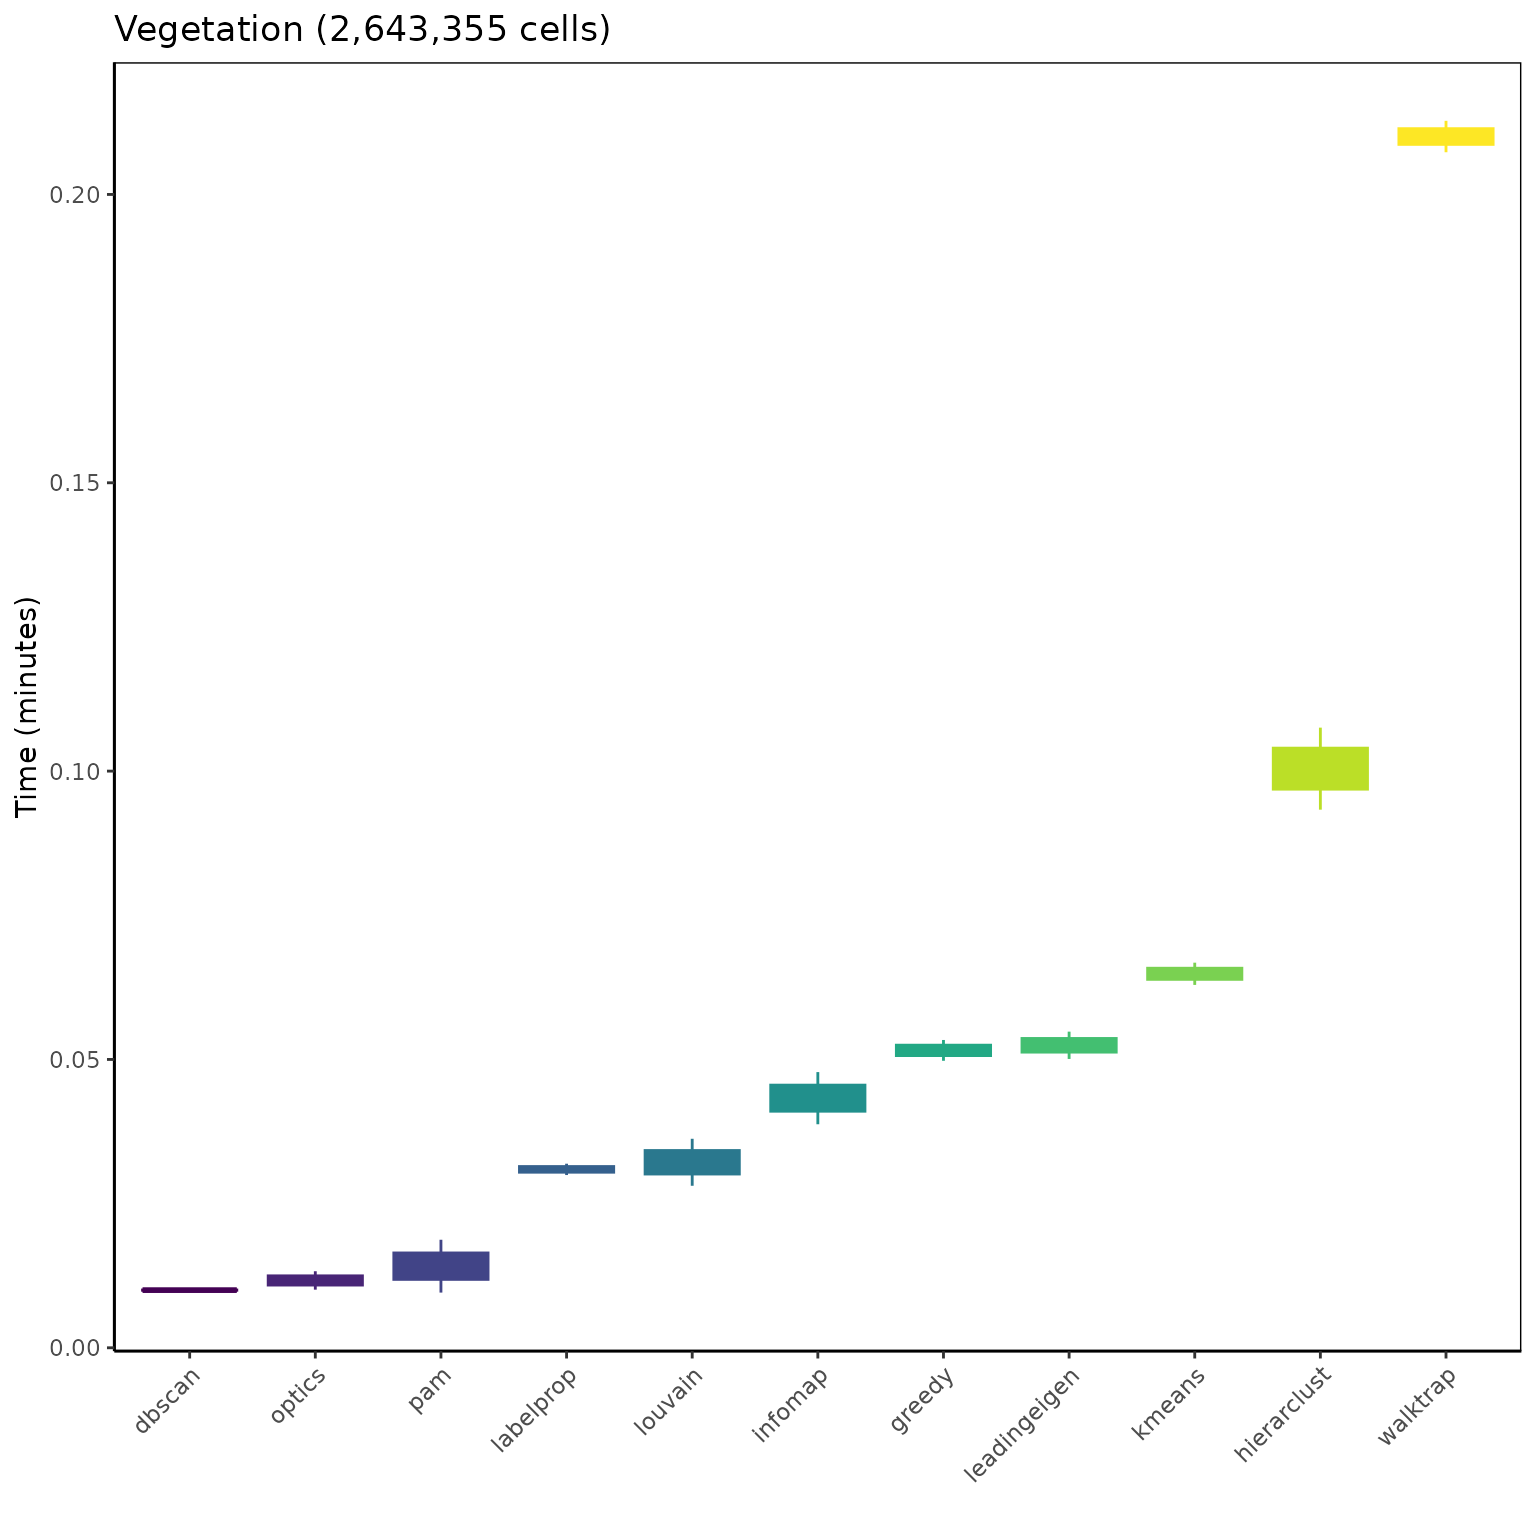 Vegetation (2,643,355 cells)
Time (minutes)
0.20
0.15
0.10
0.05
0.00
dbscan
optics
pam
labelprop
louvain
infomap
greedy
leadingeigen
kmeans
hierarclust
walktrap